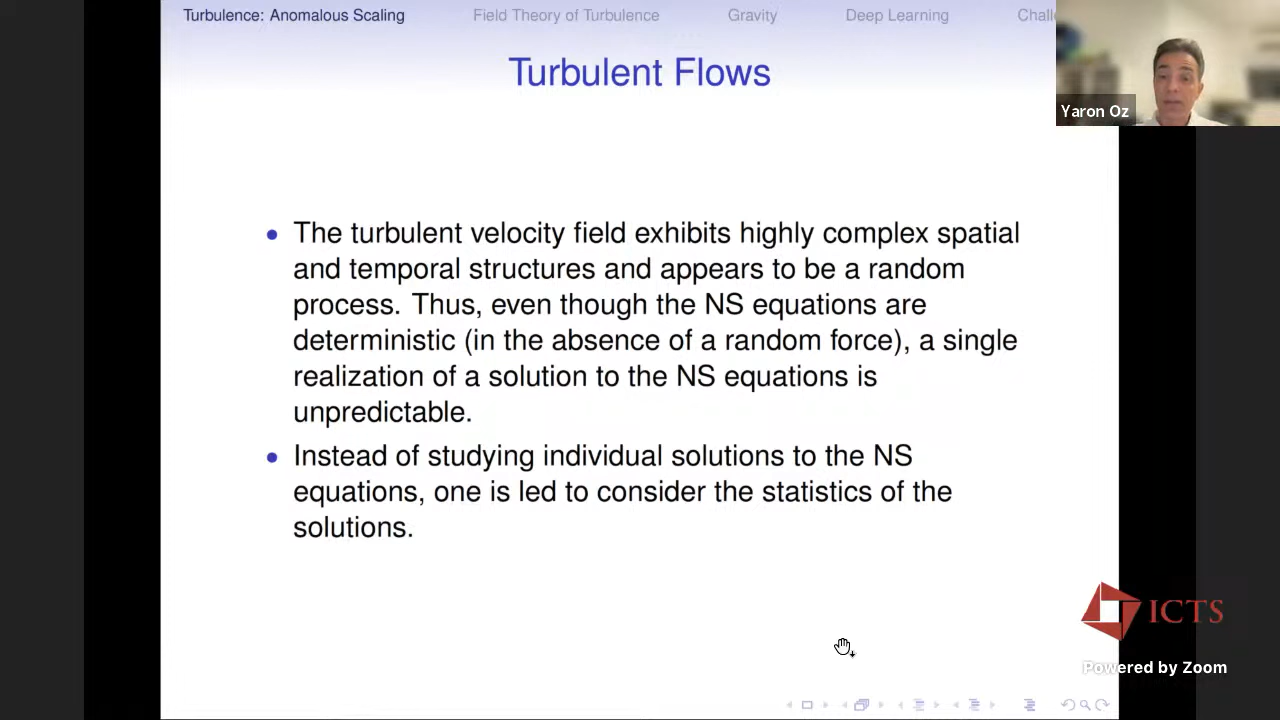 Turbulence: Anomalous Scaling Field Theory of Turbulence Gravity Deep Learning
Turbulent Flows
Yaron Oz
• The turbulent velocity field exhibits highly complex spatial
and temporal structures and appears to be a random
process. Thus, even though the NS equations are
deterministic (in the absence of a random force), a single
realization of a solution to the NS equations is
unpredictable.
• Instead of studying individual solutions to the NS
equations, one is led to consider the statistics of the
solutions.
ICTS
Powered by Zoom